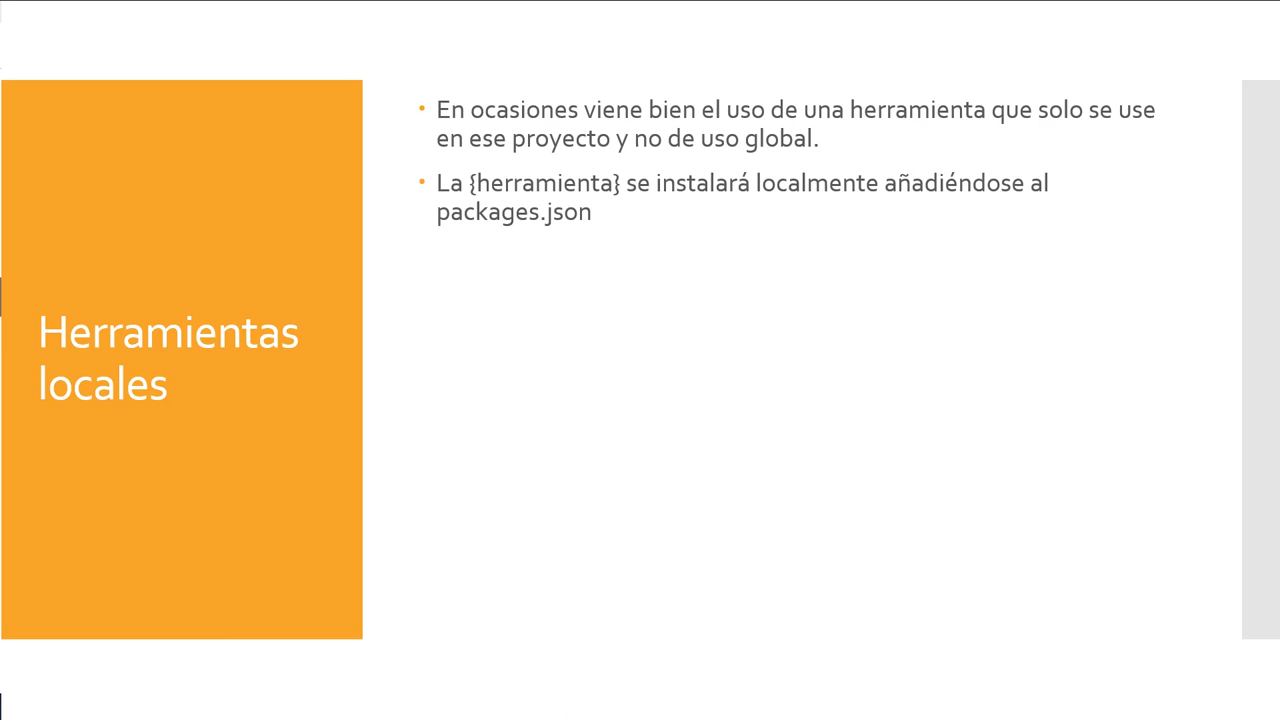 Herramientas
locales
• En ocasiones viene bien el uso de una herramienta que solo se use
en ese proyecto y no de uso global.
• La {herramienta} se instalará localmente añadiéndose al
packages.json